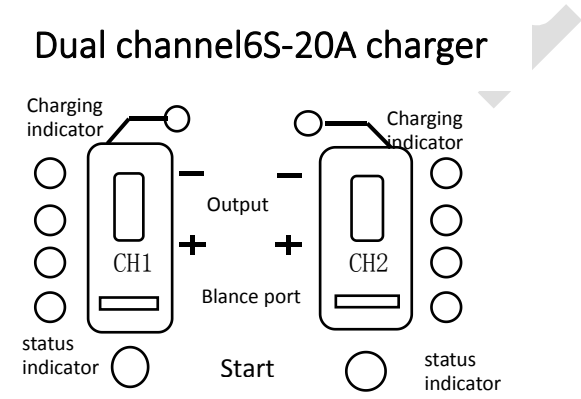 Dual channel6S-20A charger
Charging
indicator
Charging
indicator
Output
CH1
CH2
Blance port
status
indicator
Start
status
indicator